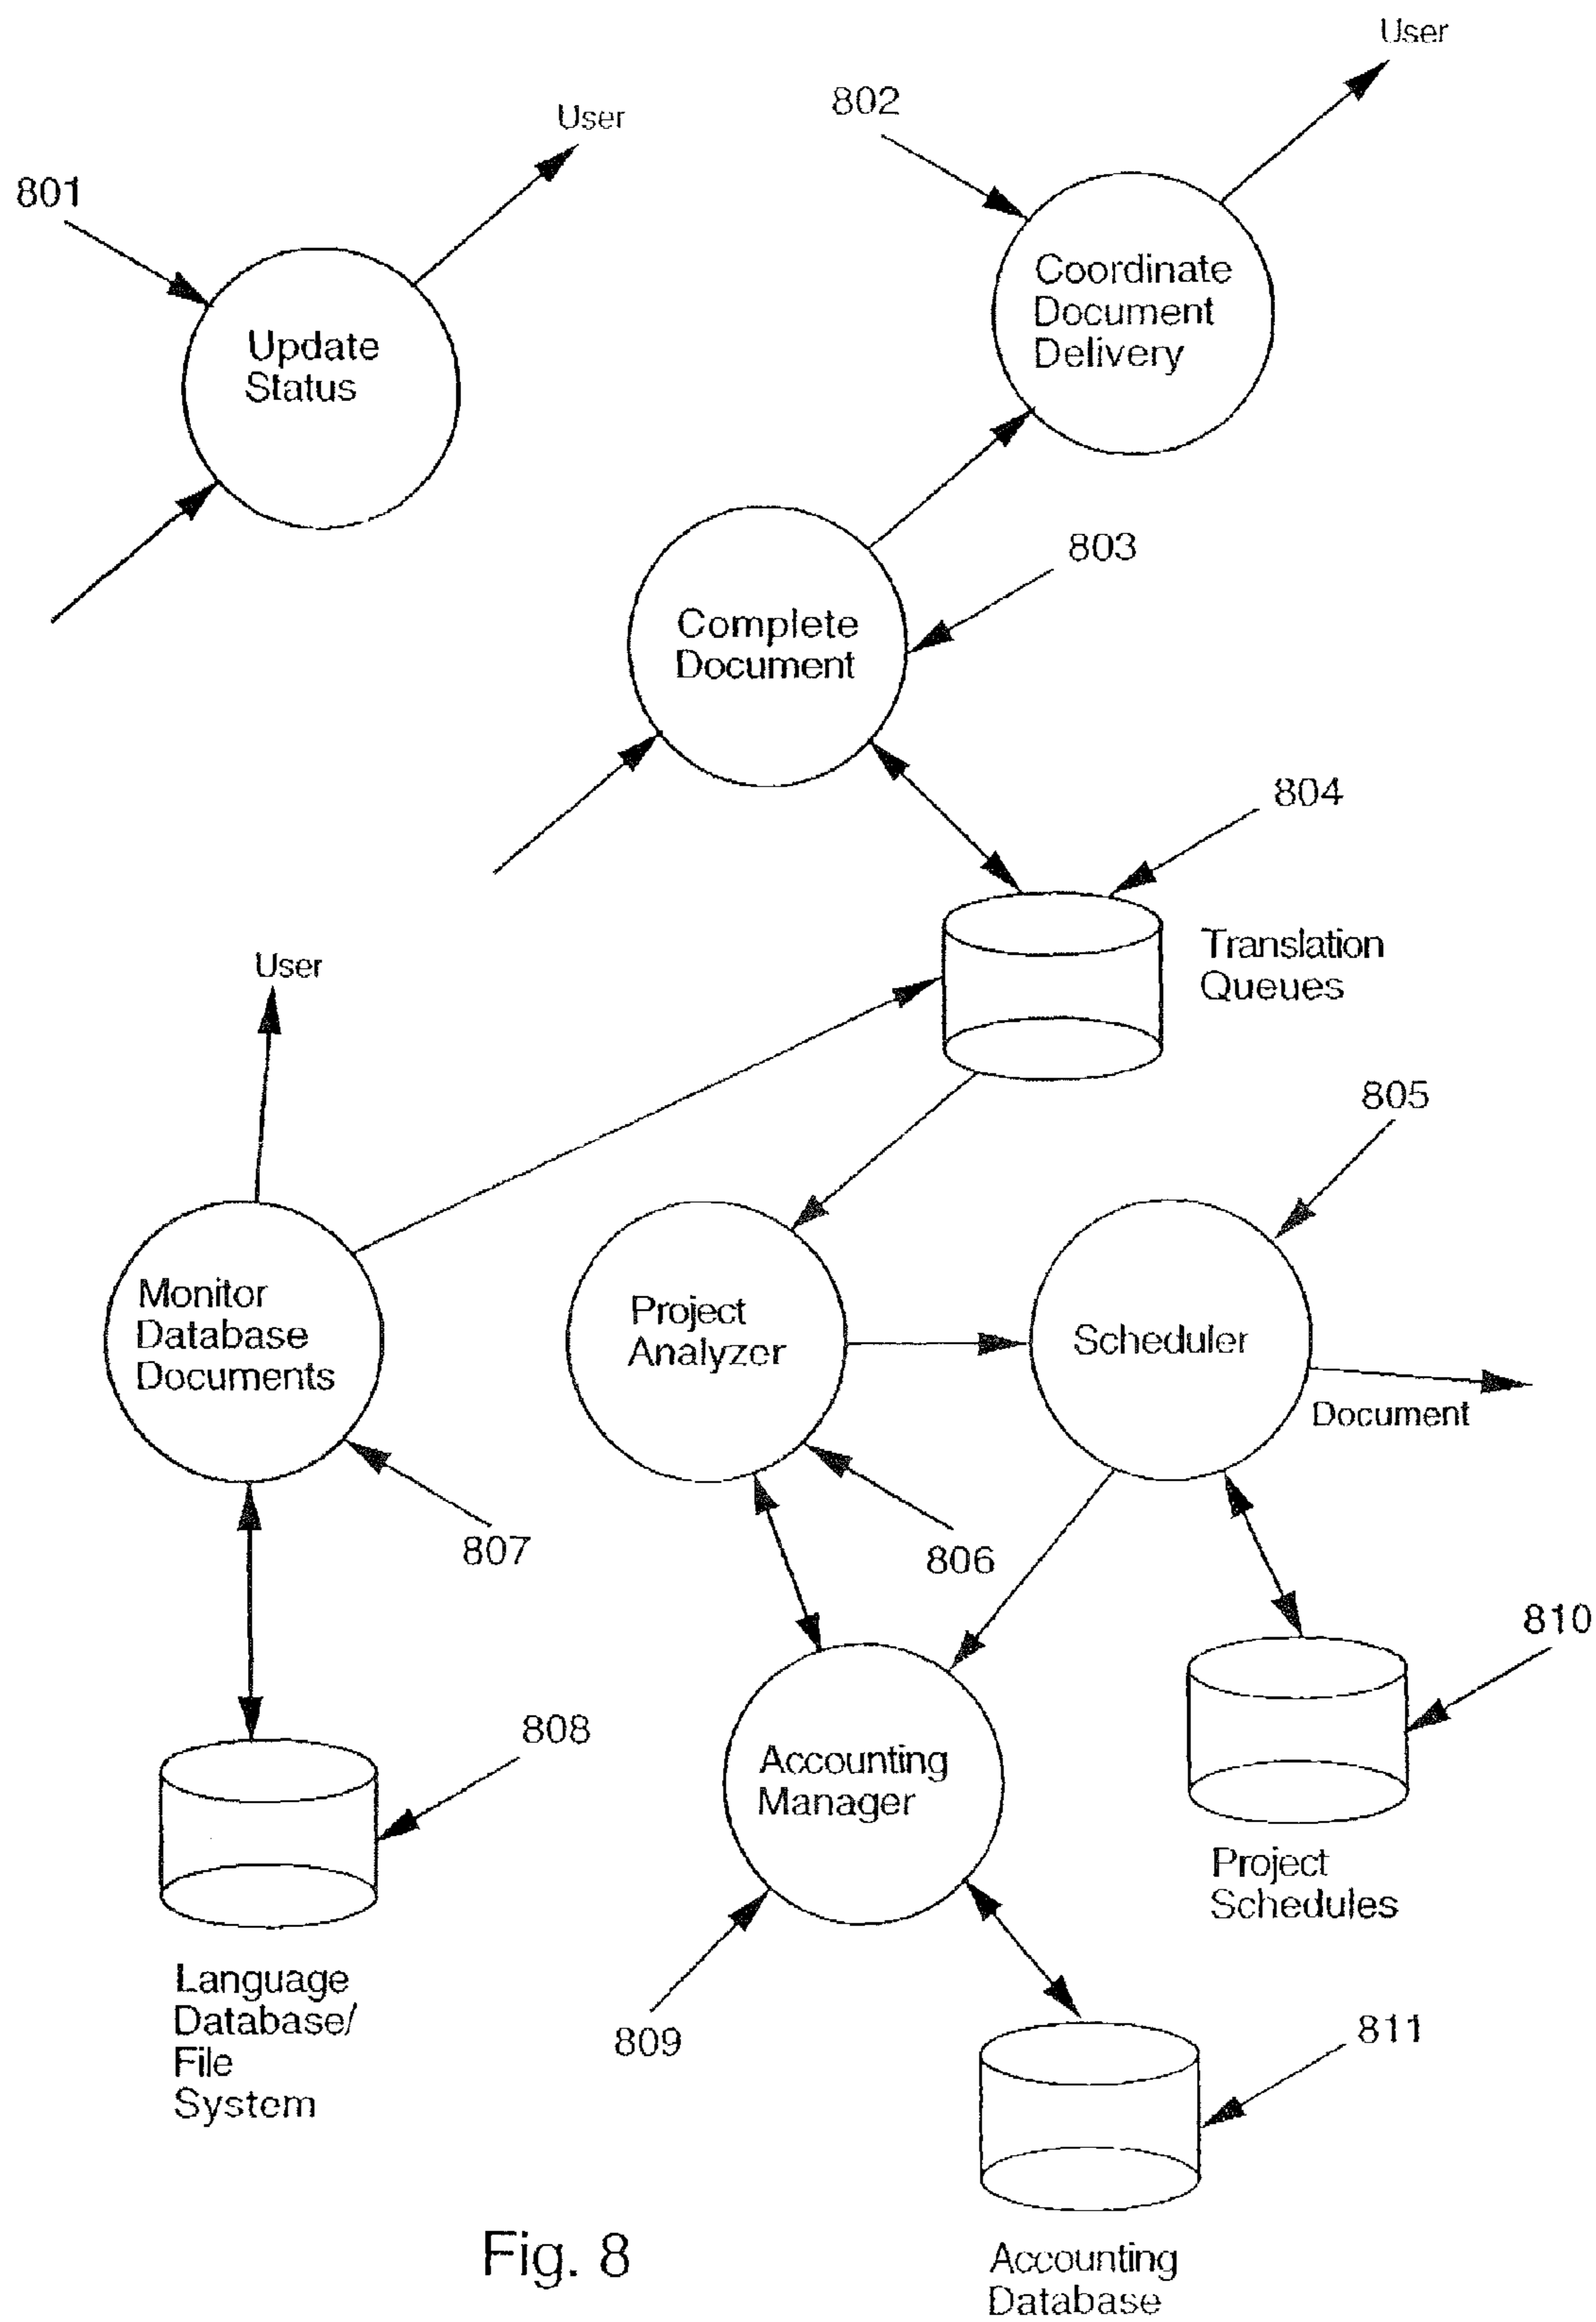 User
802
User
801
Coordinate
Document
Delivery
Update
Status
803
Complete
Document
804
Translation
Queues
User
805
Monitor
Database
Documents
Project
Analyzer
Scheduler
Document
807
806
810
808
Accounting
Manager
Project
Schedules
Language
Database/
File
System
809
811
Fig. 8
Accounting
Database